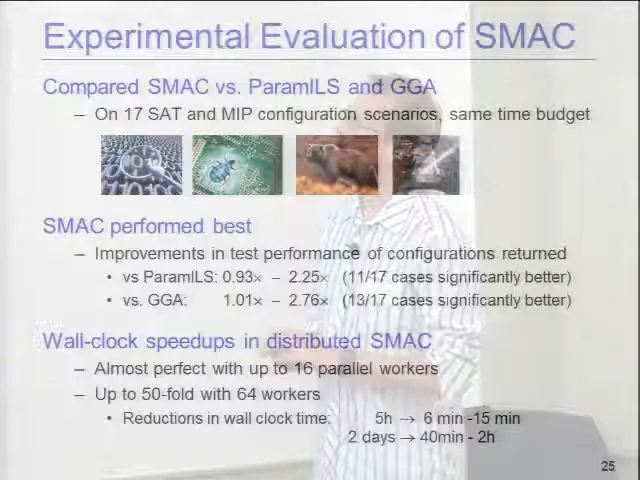 Experimental Evaluation of SMAC
Compared SMAC vs. ParamILS and GGA
– On 17 SAT and MIP configuration scenarios, same time budget
SMAC performed best
– Improvements in test performance of configurations returned
• vs ParamILS: 0.93× – 2.25× (11/17 cases significantly better)
• vs. GGA: 1.01× – 2.76× (13/17 cases significantly better)
Wall-clock speedups in distributed SMAC
– Almost perfect with up to 16 parallel workers
– Up to 50-fold with 64 workers
• Reductions in wall clock time: 5h → 6 min -15 min
2 days → 40min - 2h
25